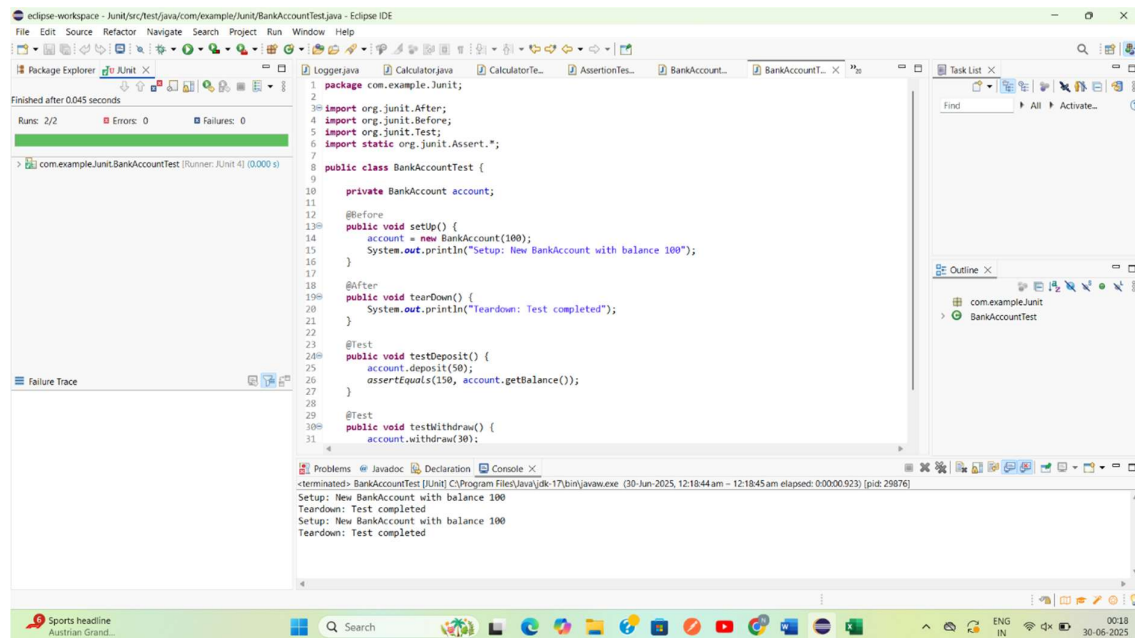 eclipse-workspace - Junit/src/test/java/com/example/Junit/BankAccountTest.java - Eclipse IDE
File Edit Source Refactor Navigate Search Project Run Window Help
Package Explorer JUnit
Finished after 0.045 seconds
Runs: 2/2 Errors: 0 Failures: 0
com.example.Junit.BankAccountTest [Runner: JUnit 4] (0.000 s)
Failure Trace
Logger.java Calculator.java CalculatorTe... AssertionTes... BankAccount... BankAccountT...
1 package com.example.Junit;
2
3 import org.junit.After;
4 import org.junit.Before;
5 import org.junit.Test;
6 import static org.junit.Assert.*;
7
8 public class BankAccountTest {
9
10 private BankAccount account;
11
12 @Before
13 public void setUp() {
14 account = new BankAccount(100);
15 System.out.println("Setup: New BankAccount with balance 100");
16 }
17
18 @After
19 public void tearDown() {
20 System.out.println("Teardown: Test completed");
21 }
22
23 @Test
24 public void testDeposit() {
25 account.deposit(50);
26 assertEquals(150, account.getBalance());
27 }
28
29 @Test
30 public void testWithdraw() {
31 account.withdraw(30);
Task List
Find All Activate...
Outline
com.example.Junit
BankAccountTest
Problems Javadoc Declaration Console
<terminated> BankAccountTest [JUnit] C:\Program Files\Java\jdk-17\bin\javaw.exe (30-Jun-2025, 12:18:44 am – 12:18:45 am elapsed: 0:00:00.923) [pid: 29876]
Setup: New BankAccount with balance 100
Teardown: Test completed
Setup: New BankAccount with balance 100
Teardown: Test completed
6
Sports headline
Austrian Grand...
Search
ENG
IN
00:18
30-06-2025